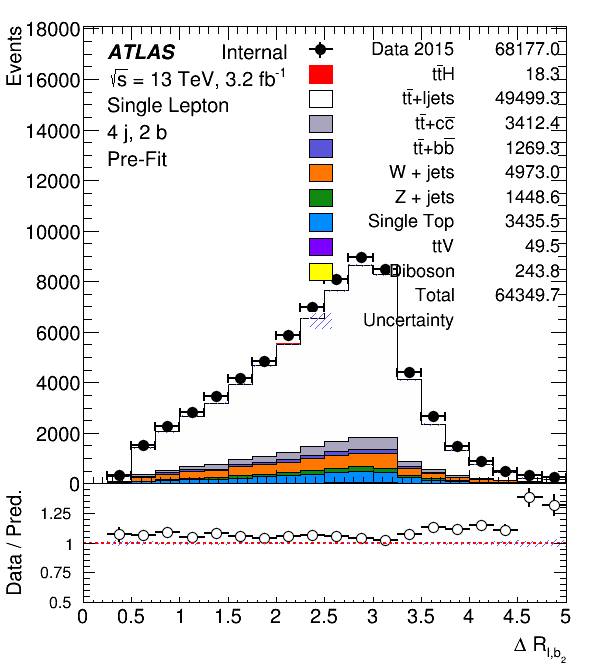 Events
18000
16000
14000
12000
10000
8000
6000
4000
2000
0
ATLAS Internal
√s = 13 TeV, 3.2 fb⁻¹
Single Lepton
4 j, 2 b
Pre-Fit
Data 2015 68177.0
tt̄H 18.3
tt̄+ljets 49499.3
tt̄+cc̄ 3412.4
tt̄+bb̄ 1269.3
W + jets 4973.0
Z + jets 1448.6
Single Top 3435.5
ttV 49.5
Diboson 243.8
Total 64349.7
Uncertainty
Data / Pred.
1.25
1
0.75
0.5
0 0.5 1 1.5 2 2.5 3 3.5 4 4.5 5
Δ R_{l,b_2}